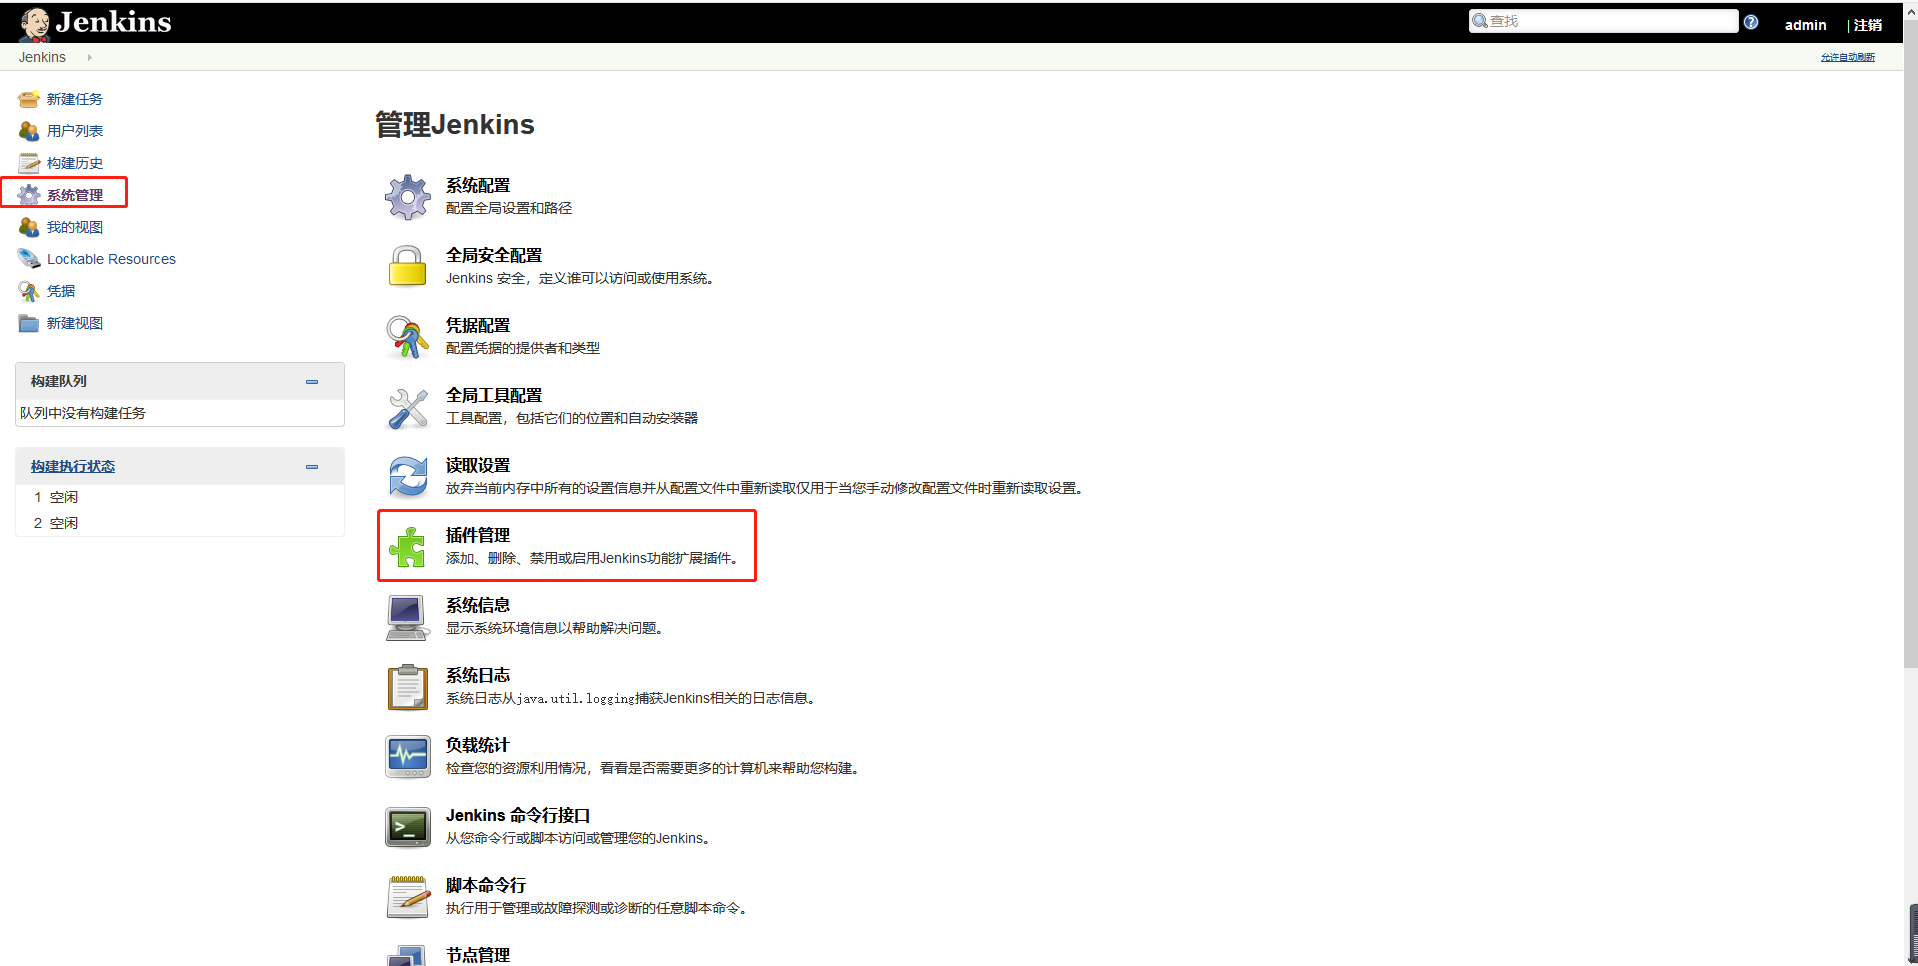 Jenkins
查找
admin
| 注销
Jenkins
允许自动刷新
新建任务
用户列表
构建历史
系统管理
我的视图
Lockable Resources
凭据
新建视图
构建队列
队列中没有构建任务
构建执行状态
1 空闲
2 空闲
管理Jenkins
系统配置
配置全局设置和路径
全局安全配置
Jenkins 安全，定义谁可以访问或使用系统。
凭据配置
配置凭据的提供者和类型
全局工具配置
工具配置，包括它们的位置和自动安装器
读取设置
放弃当前内存中所有的设置信息并从配置文件中重新读取仅用于当您手动修改配置文件时重新读取设置。
插件管理
添加、删除、禁用或启用Jenkins功能扩展插件。
系统信息
显示系统环境信息以帮助解决问题。
系统日志
系统日志从java.util.logging捕获Jenkins相关的日志信息。
负载统计
检查您的资源利用情况，看看是否需要更多的计算机来帮助您构建。
Jenkins 命令行接口
从您命令行或脚本访问或管理您的Jenkins。
脚本命令行
执行用于管理或故障探测或诊断的任意脚本命令。
节点管理